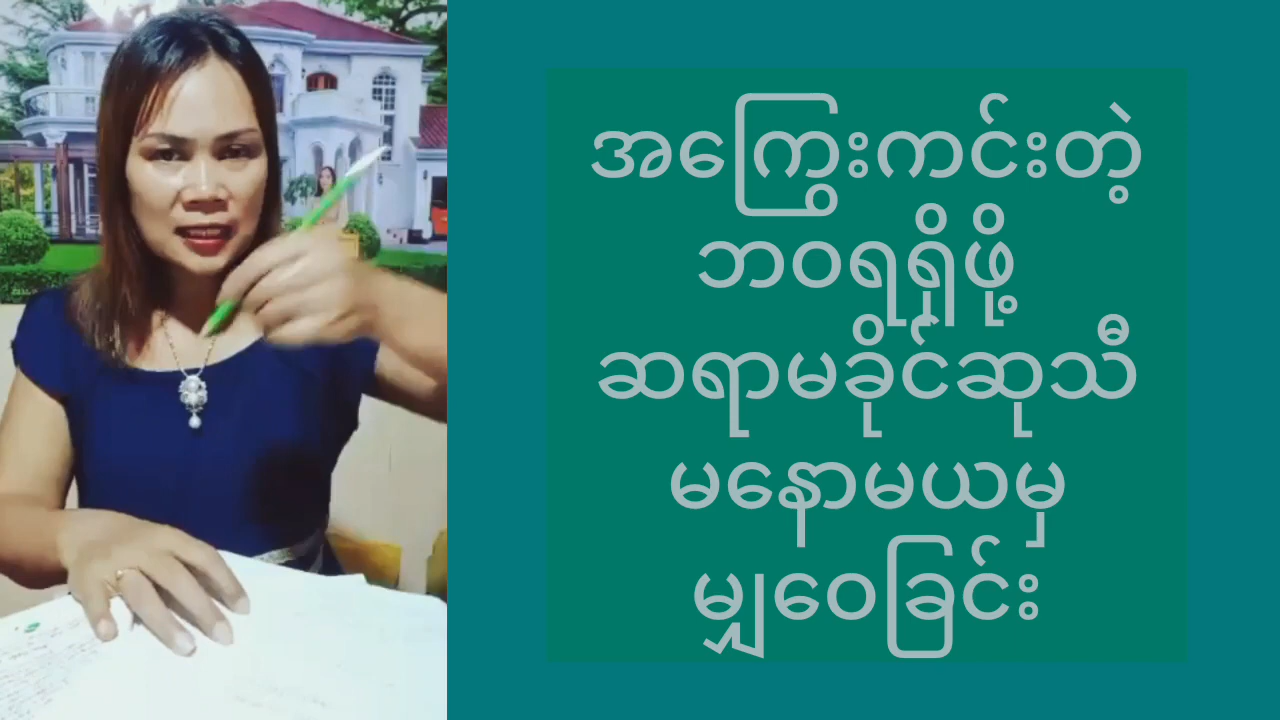 အကြွေးကင်းတဲ့
ဘဝရရှိဖို့
ဆရာမခိုင်ဆုသီ
မနောမယမှ
မျှဝေခြင်း